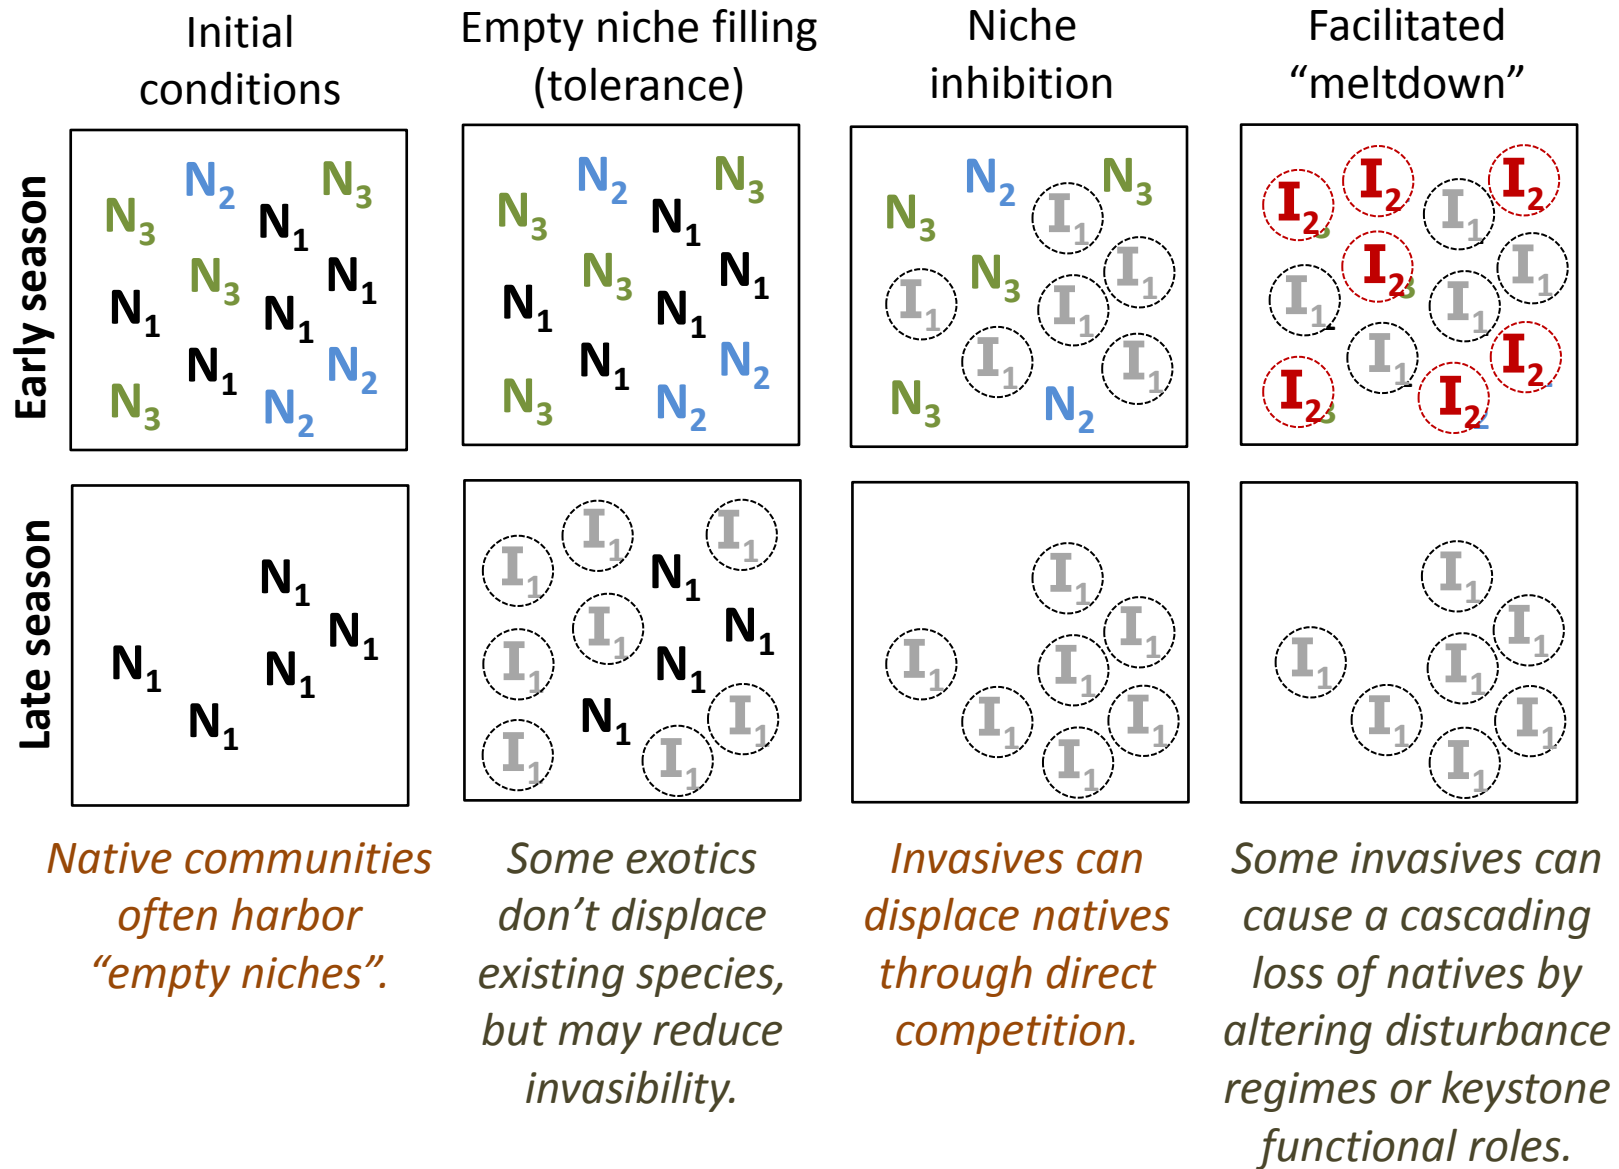 Initial
conditions
Empty niche filling
(tolerance)
Niche
inhibition
Facilitated
“meltdown”
Early season
N3 N2 N3
N1
N3 N1
N1 N1
N1 N2
N3 N2
N3 N2 N3
N1
N3 N1
N1 N1
N1 N2
N3 N2
N3 N2 N3
I1
N3 I1
I1 I1
I1 I1
N3 N2
I2 I2 I2
I1
I2 I1
I1 I1
I1 I2
I2 I2
Late season
N1
N1
N1 N1
N1
I1 I1 I1
N1
I1 N1
I1 N1
N1 I1
I1 I1
I1
I1
I1 I1
I1 I1
I1
I1
I1
I1 I1
I1 I1
I1
Native communities
often harbor
“empty niches”.
Some exotics
don’t displace
existing species,
but may reduce
invasibility.
Invasives can
displace natives
through direct
competition.
Some invasives can
cause a cascading
loss of natives by
altering disturbance
regimes or keystone
functional roles.